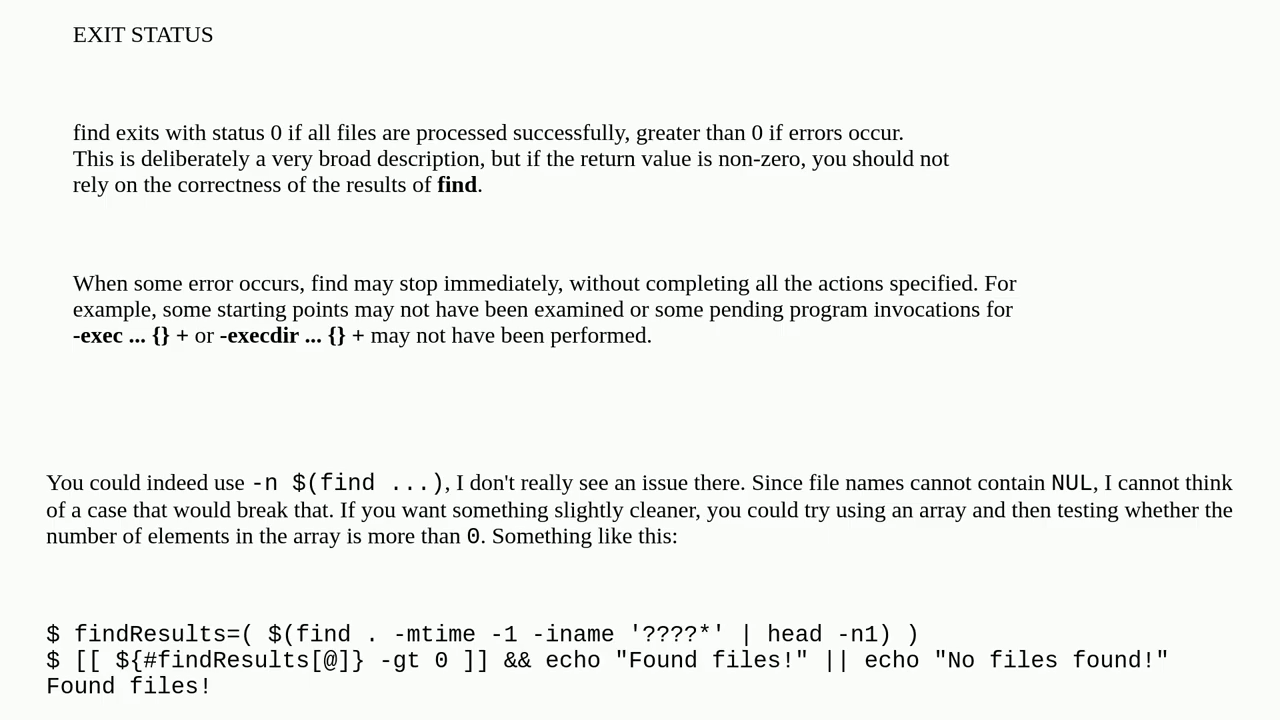 EXIT STATUS
find exits with status 0 if all files are processed successfully, greater than 0 if errors occur.
This is deliberately a very broad description, but if the return value is non-zero, you should not
rely on the correctness of the results of find.
When some error occurs, find may stop immediately, without completing all the actions specified. For
example, some starting points may not have been examined or some pending program invocations for
-exec ... {} + or -execdir ... {} + may not have been performed.
You could indeed use -n $(find ...), I don't really see an issue there. Since file names cannot contain NUL, I cannot think
of a case that would break that. If you want something slightly cleaner, you could try using an array and then testing whether the
number of elements in the array is more than 0. Something like this:
$ findResults=( $(find . -mtime -1 -iname '????*' | head -n1) )
$ [[ ${#findResults[@]} -gt 0 ]] && echo "Found files!" || echo "No files found!"
Found files!